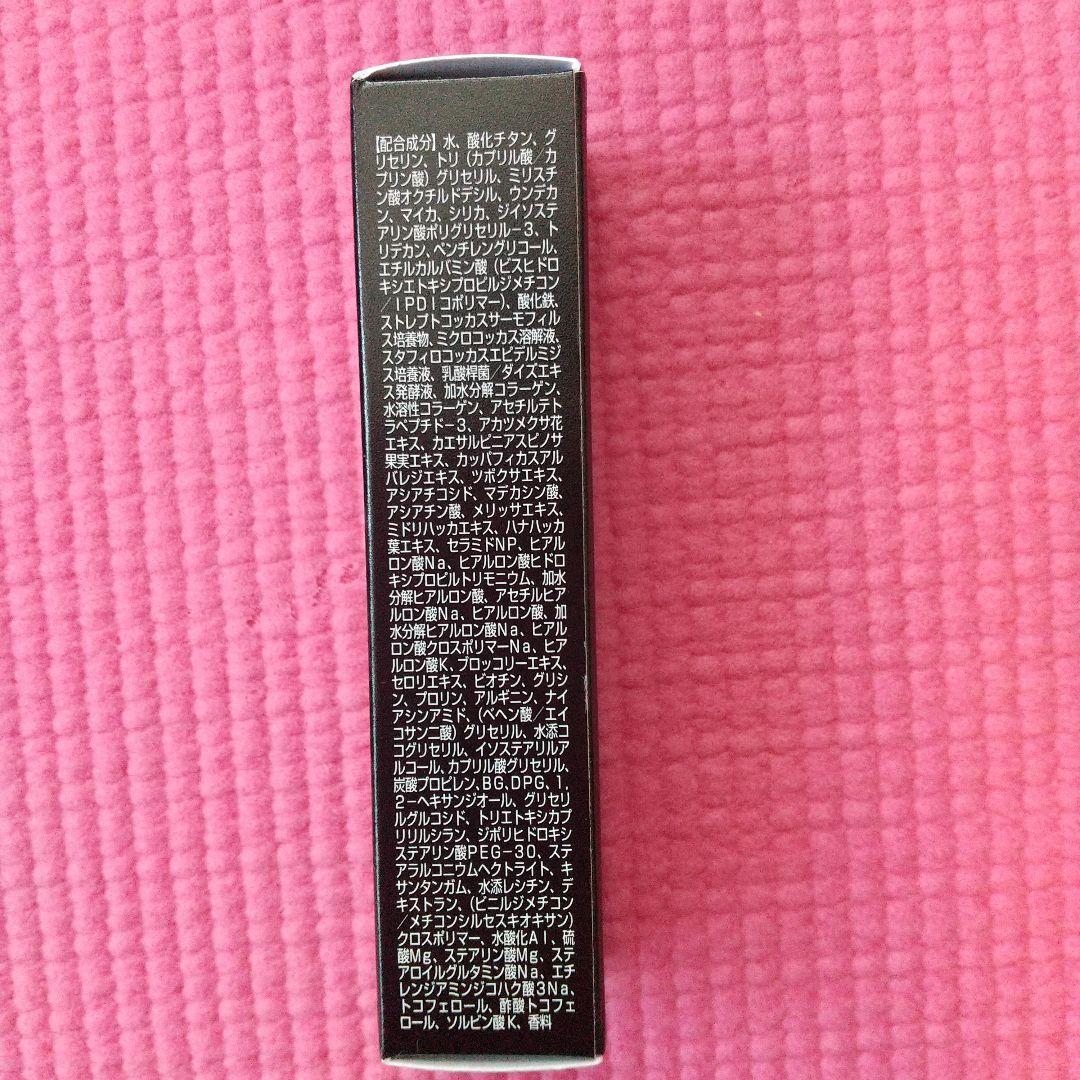 【配合成分】水、酸化チタン、グ
リセリン、トリ（カプリル酸／カ
プリン酸）グリセリル、ミリスチ
ン酸オクチルドデシル、ウンデカ
ン、マイカ、シリカ、ジイソステ
アリン酸ポリグリセリル-3、ト
リデカン、ペンチレングリコール、
エチルカルバミン酸（ビスヒドロ
キシエトキシプロピルジメチコン
／IPDIコポリマー）、酸化鉄、
ストレプトコッカスサーモフィル
ス培養物、ミクロコッカス溶解液、
スタフィロコッカスエピデルミジ
ス培養液、乳酸桿菌／ダイズエキ
ス発酵液、加水分解コラーゲン、
水溶性コラーゲン、アセチルテト
ラペプチド-3、アカツメクサ花
エキス、カエサルピニアスピノサ
果実エキス、カッパフィカスアル
バレジエキス、ツボクサエキス、
アシアチコシド、マデカシン酸、
アシアチン酸、メリッサエキス、
ミドリハッカエキス、ハナハッカ
葉エキス、セラミドNP、ヒアル
ロン酸Na、ヒアルロン酸ヒドロ
キシプロピルトリモニウム、加水
分解ヒアルロン酸、アセチルヒア
ルロン酸Na、ヒアルロン酸、加
水分解ヒアルロン酸Na、ヒアル
ロン酸クロスポリマーNa、ヒア
ルロン酸K、ブロッコリーエキス、
セロリエキス、ビオチン、グリシ
ン、プロリン、アルギニン、ナイ
アシンアミド、（ベヘン酸／エイ
コサン二酸）グリセリル、水添コ
コグリセリル、イソステアリルア
ルコール、カプリル酸グリセリル、
炭酸プロピレン、BG、DPG、1,
2-ヘキサンジオール、グリセリ
ルグルコシド、トリエトキシカプ
リリルシラン、ジポリヒドロキシ
ステアリン酸PEG-30、ステ
アラルコニウムヘクトライト、キ
サンタンガム、水添レシチン、デ
キストラン、（ビニルジメチコン
／メチコンシルセスキオキサン）
クロスポリマー、水酸化Al、硫
酸Mg、ステアリン酸Mg、ステ
アロイルグルタミン酸Na、エチ
レンジアミンジコハク酸3Na、
トコフェロール、酢酸トコフェ
ロール、ソルビン酸K、香料